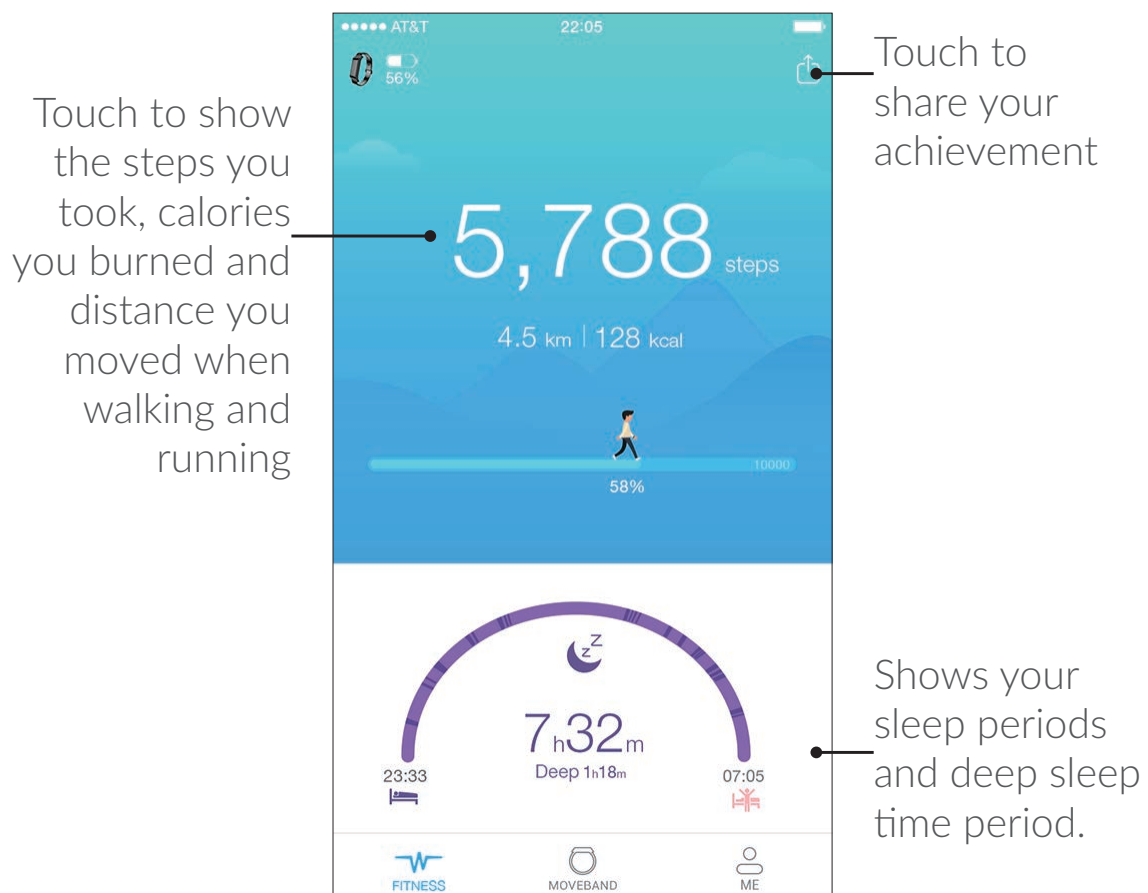 AT&T
22:05
56%
Touch to
share your
achievement
Touch to show
the steps you
took, calories
you burned and
distance you
moved when
walking and
running
5,788 steps
4.5 km | 128 kcal
10000
58%
z Z
7h32m
Deep 1h18m
23:33
07:05
Shows your
sleep periods
and deep sleep
time period.
FITNESS
MOVEBAND
ME